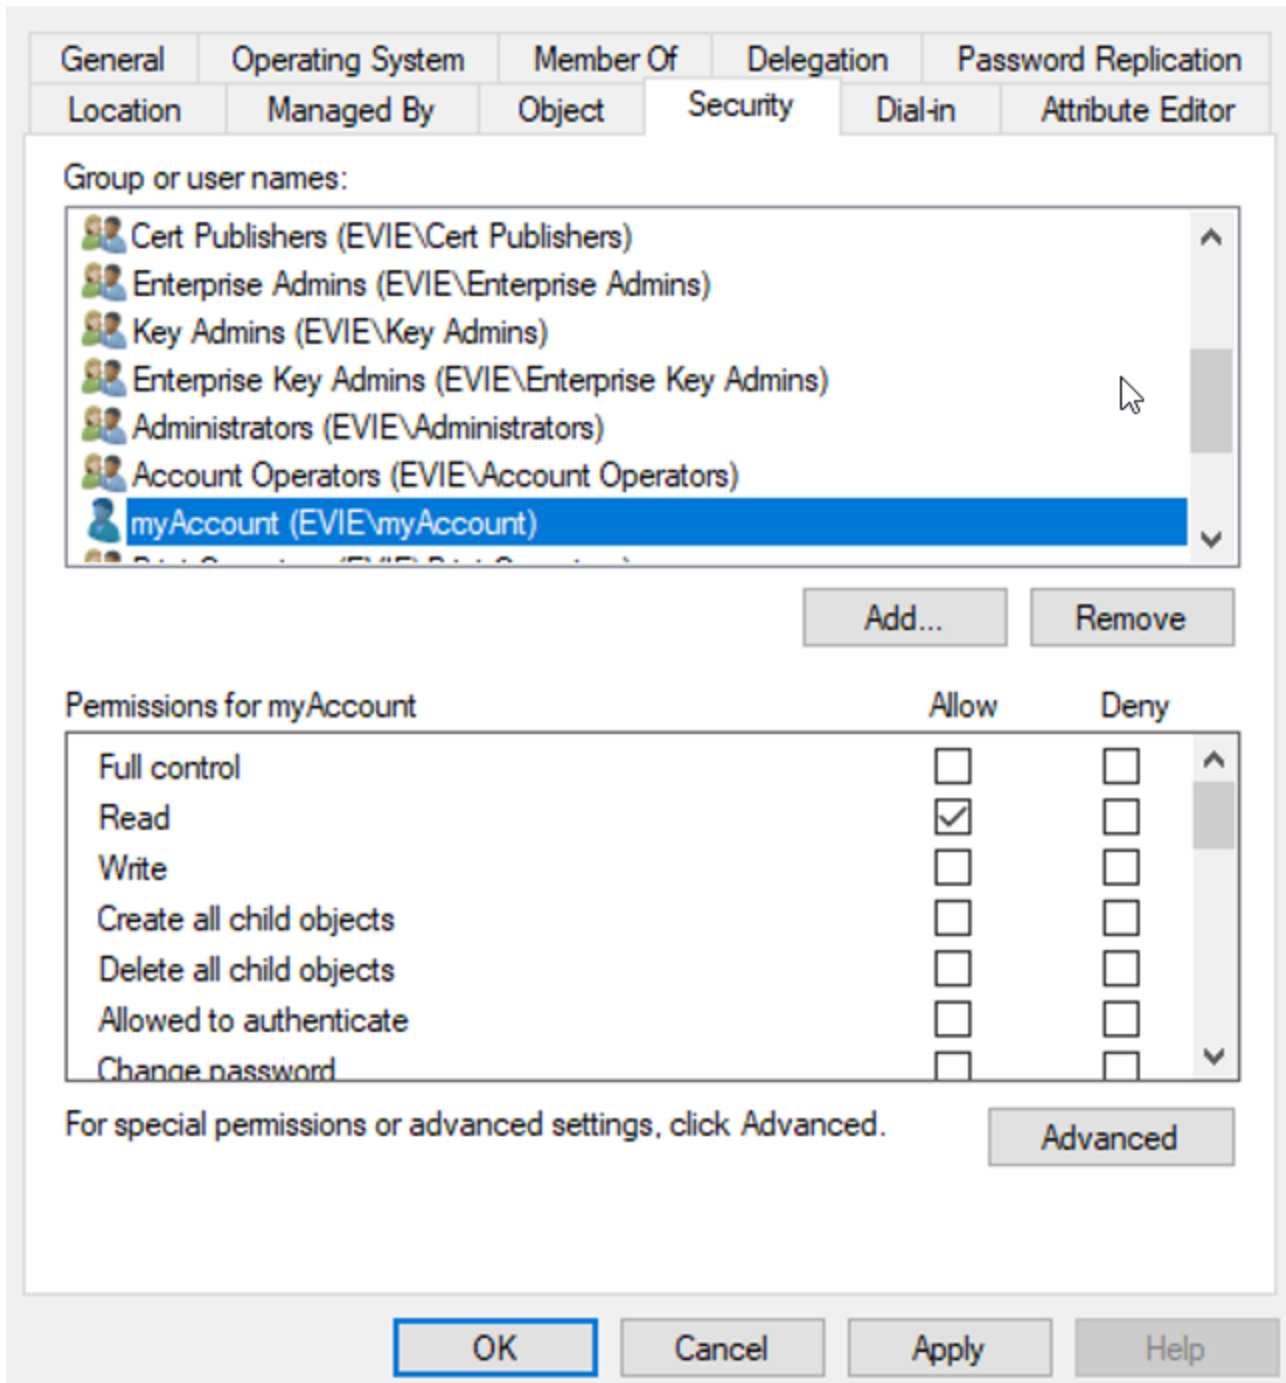 General Operating System Member Of Delegation Password Replication
Location Managed By Object Security Dial-in Attribute Editor
Group or user names:
Cert Publishers (EVIE\Cert Publishers)
Enterprise Admins (EVIE\Enterprise Admins)
Key Admins (EVIE\Key Admins)
Enterprise Key Admins (EVIE\Enterprise Key Admins)
Administrators (EVIE\Administrators)
Account Operators (EVIE\Account Operators)
myAccount (EVIE\myAccount)
Add... Remove
Permissions for myAccount Allow Deny
Full control
Read
Write
Create all child objects
Delete all child objects
Allowed to authenticate
Change password
For special permissions or advanced settings, click Advanced. Advanced
OK Cancel Apply Help